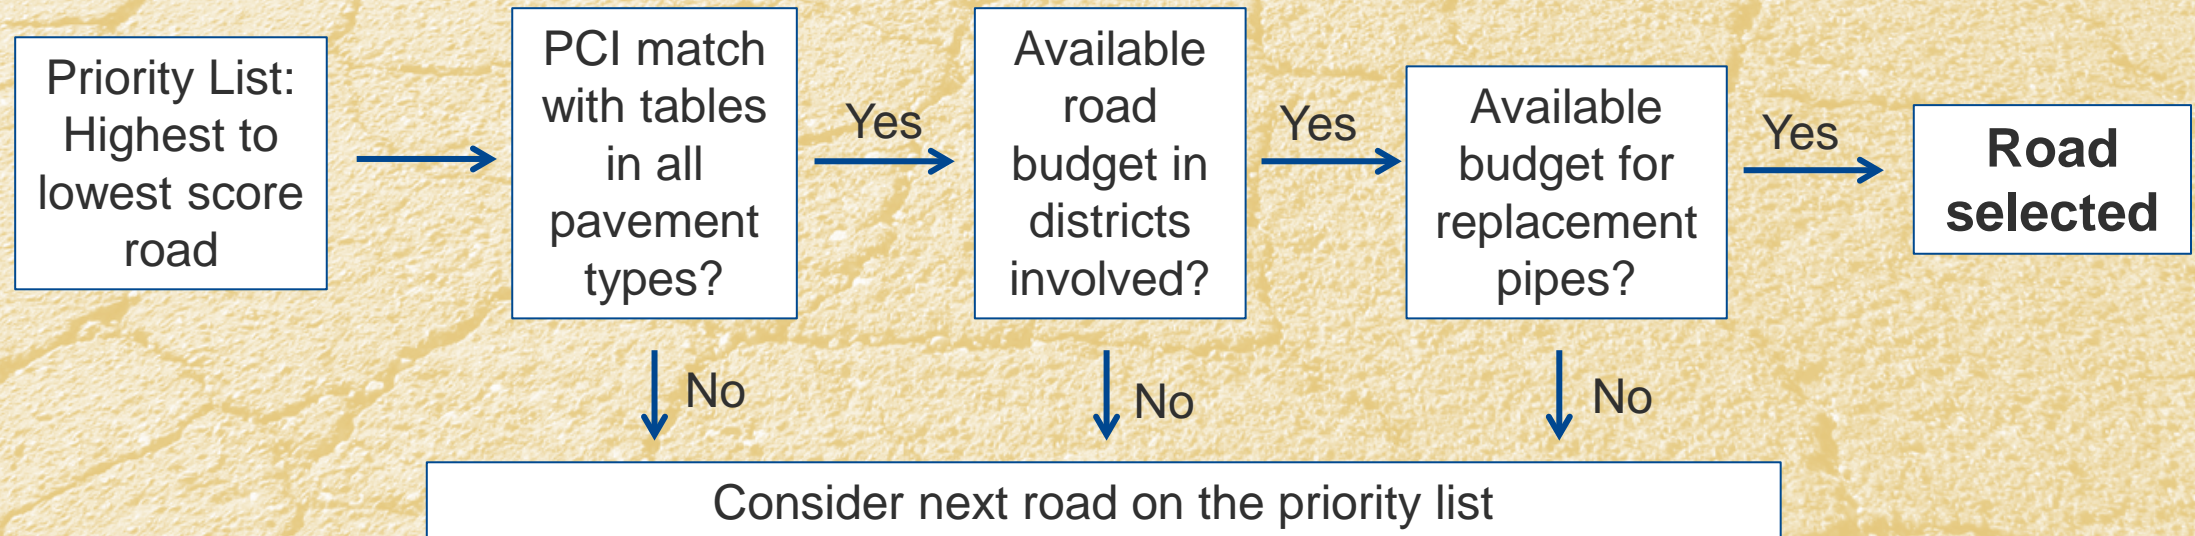 Priority List:
Highest to
lowest score
road
PCI match
with tables
in all
pavement
types?
Yes
Available
road
budget in
districts
involved?
Yes
Available
budget for
replacement
pipes?
Yes
Road
selected
No
No
No
Consider next road on the priority list